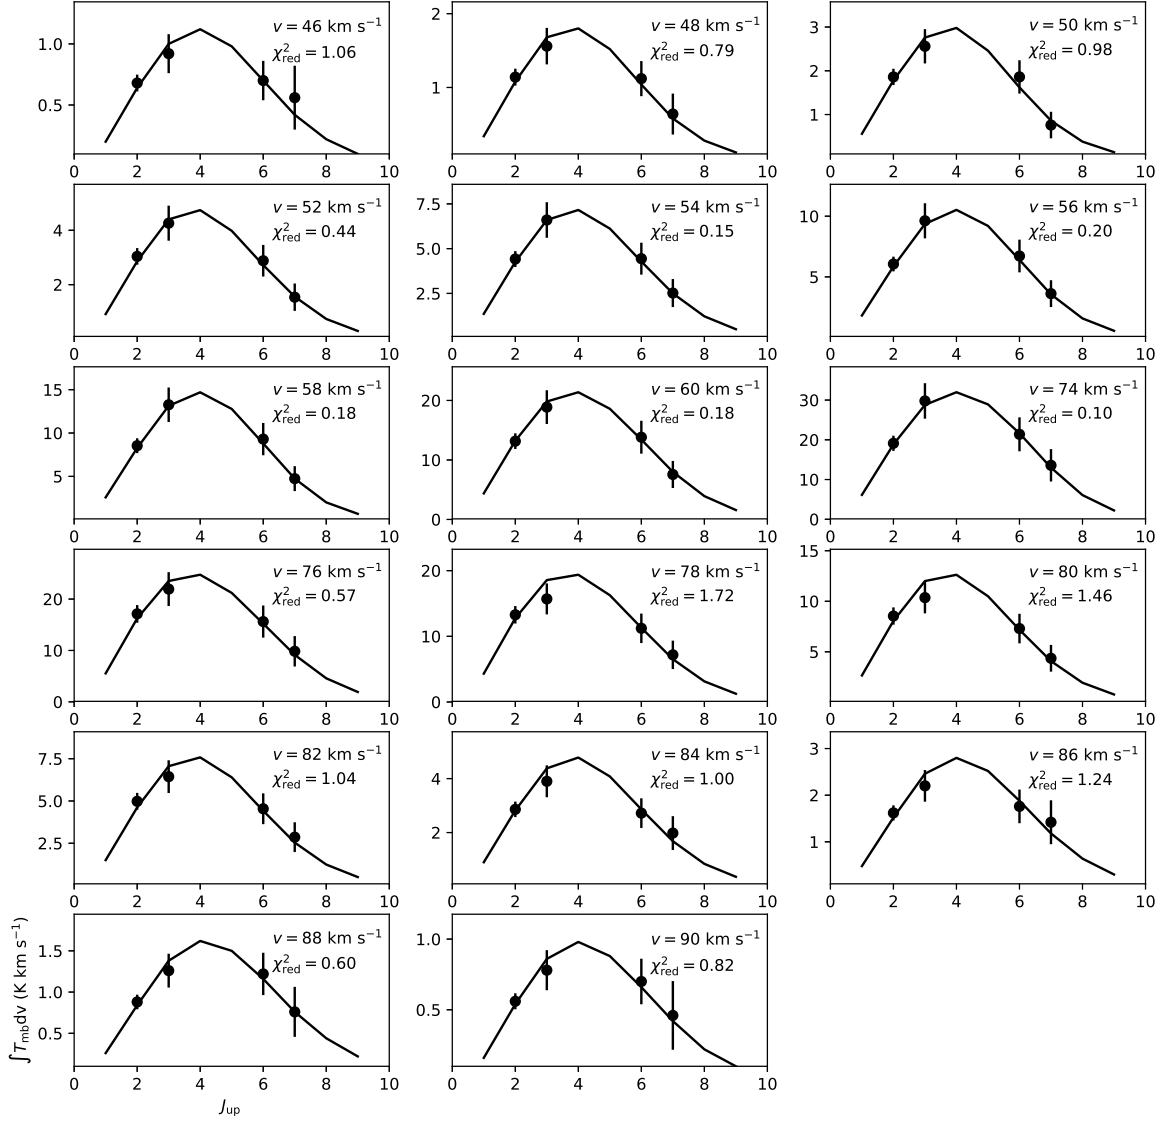 v = 46 km s⁻¹
χ²red = 1.06
1.0
0.5
0 2 4 6 8 10
v = 48 km s⁻¹
χ²red = 0.79
2
1
0 2 4 6 8 10
v = 50 km s⁻¹
χ²red = 0.98
3
2
1
0 2 4 6 8 10
v = 52 km s⁻¹
χ²red = 0.44
4
2
0 2 4 6 8 10
v = 54 km s⁻¹
χ²red = 0.15
7.5
5.0
2.5
0 2 4 6 8 10
v = 56 km s⁻¹
χ²red = 0.20
10
5
0 2 4 6 8 10
v = 58 km s⁻¹
χ²red = 0.18
15
10
5
0 2 4 6 8 10
v = 60 km s⁻¹
χ²red = 0.18
20
10
0
0 2 4 6 8 10
v = 74 km s⁻¹
χ²red = 0.10
30
20
10
0
0 2 4 6 8 10
v = 76 km s⁻¹
χ²red = 0.57
20
10
0
0 2 4 6 8 10
v = 78 km s⁻¹
χ²red = 1.72
20
10
0
0 2 4 6 8 10
v = 80 km s⁻¹
χ²red = 1.46
15
10
5
0 2 4 6 8 10
v = 82 km s⁻¹
χ²red = 1.04
7.5
5.0
2.5
0 2 4 6 8 10
v = 84 km s⁻¹
χ²red = 1.00
4
2
0 2 4 6 8 10
v = 86 km s⁻¹
χ²red = 1.24
3
2
1
0 2 4 6 8 10
v = 88 km s⁻¹
χ²red = 0.60
1.5
1.0
0.5
0 2 4 6 8 10
∫Tmbdv (K km s⁻¹)
Jup
v = 90 km s⁻¹
χ²red = 0.82
1.0
0.5
0 2 4 6 8 10